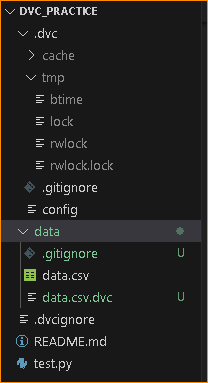 DVC_PRACTICE
.dvc
cache
tmp
btime
lock
rwlock
rwlock.lock
.gitignore
config
data
.gitignore U
data.csv
data.csv.dvc U
.dvcignore
README.md
test.py